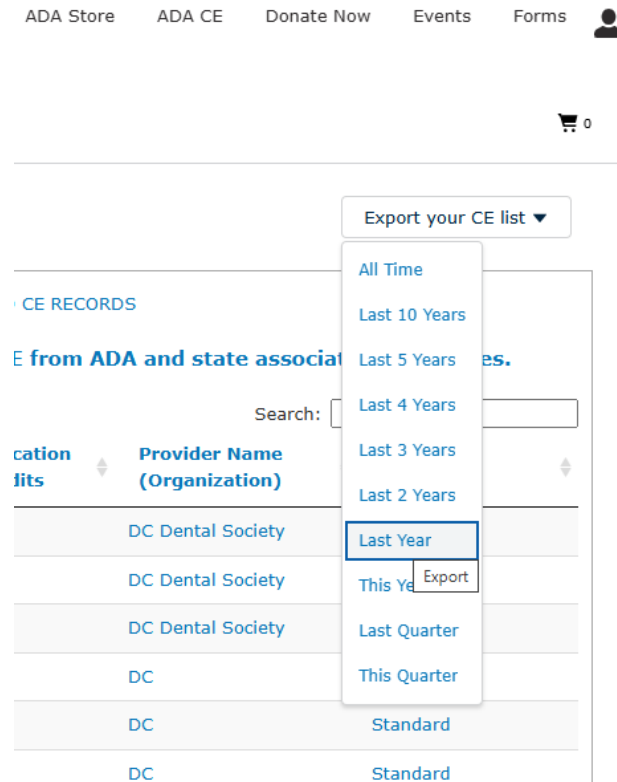 ADA Store ADA CE Donate Now Events Forms
0
Export your CE list
All Time
CE RECORDS
Last 10 Years
E from ADA and state associat es.
Last 5 Years
Search:
Last 4 Years
cation
dits
Provider Name
(Organization)
Last 3 Years
Last 2 Years
DC Dental Society
Last Year
DC Dental Society
This Ye
Export
DC Dental Society
Last Quarter
DC
This Quarter
DC Standard
DC Standard